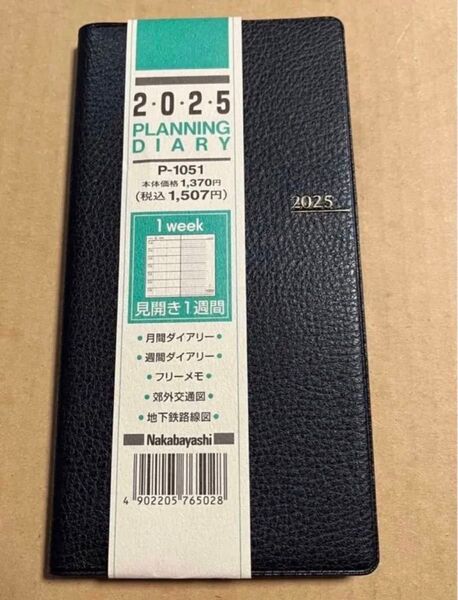 2·0·2·5
PLANNING
DIARY
P-1051
本体価格 1,370円
(税込 1,507円)
1 week
見開き1週間
•月間ダイアリー•
•週間ダイアリー•
•フリーメモ•
•郊外交通図•
•地下鉄路線図•
Nakabayashi
4 902205 765028
2025